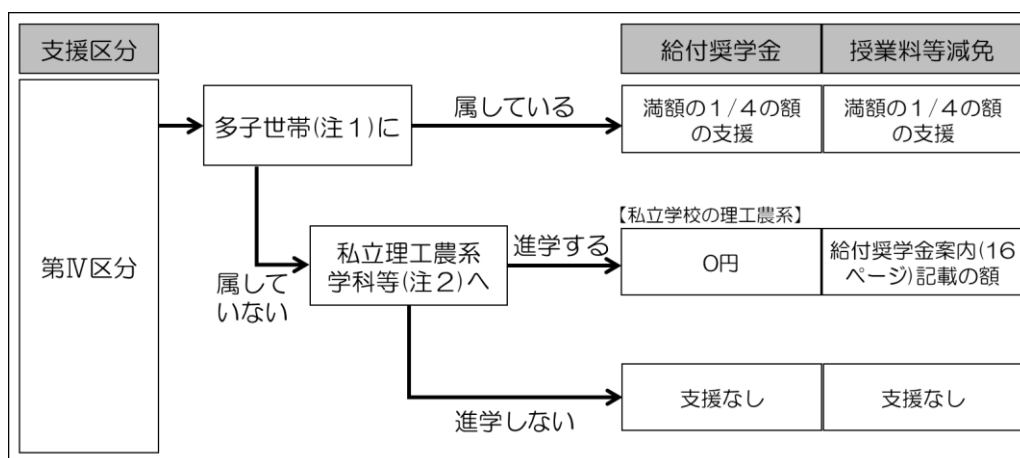 支援区分
給付奨学金
授業料等減免
第Ⅳ区分
多子世帯(注1)に
属している
満額の1/4の額
の支援
満額の1/4の額
の支援
属して
いない
私立理工農系
学科等(注2)へ
進学する
【私立学校の理工農系】
0円
給付奨学金案内(16
ページ)記載の額
進学しない
支援なし
支援なし